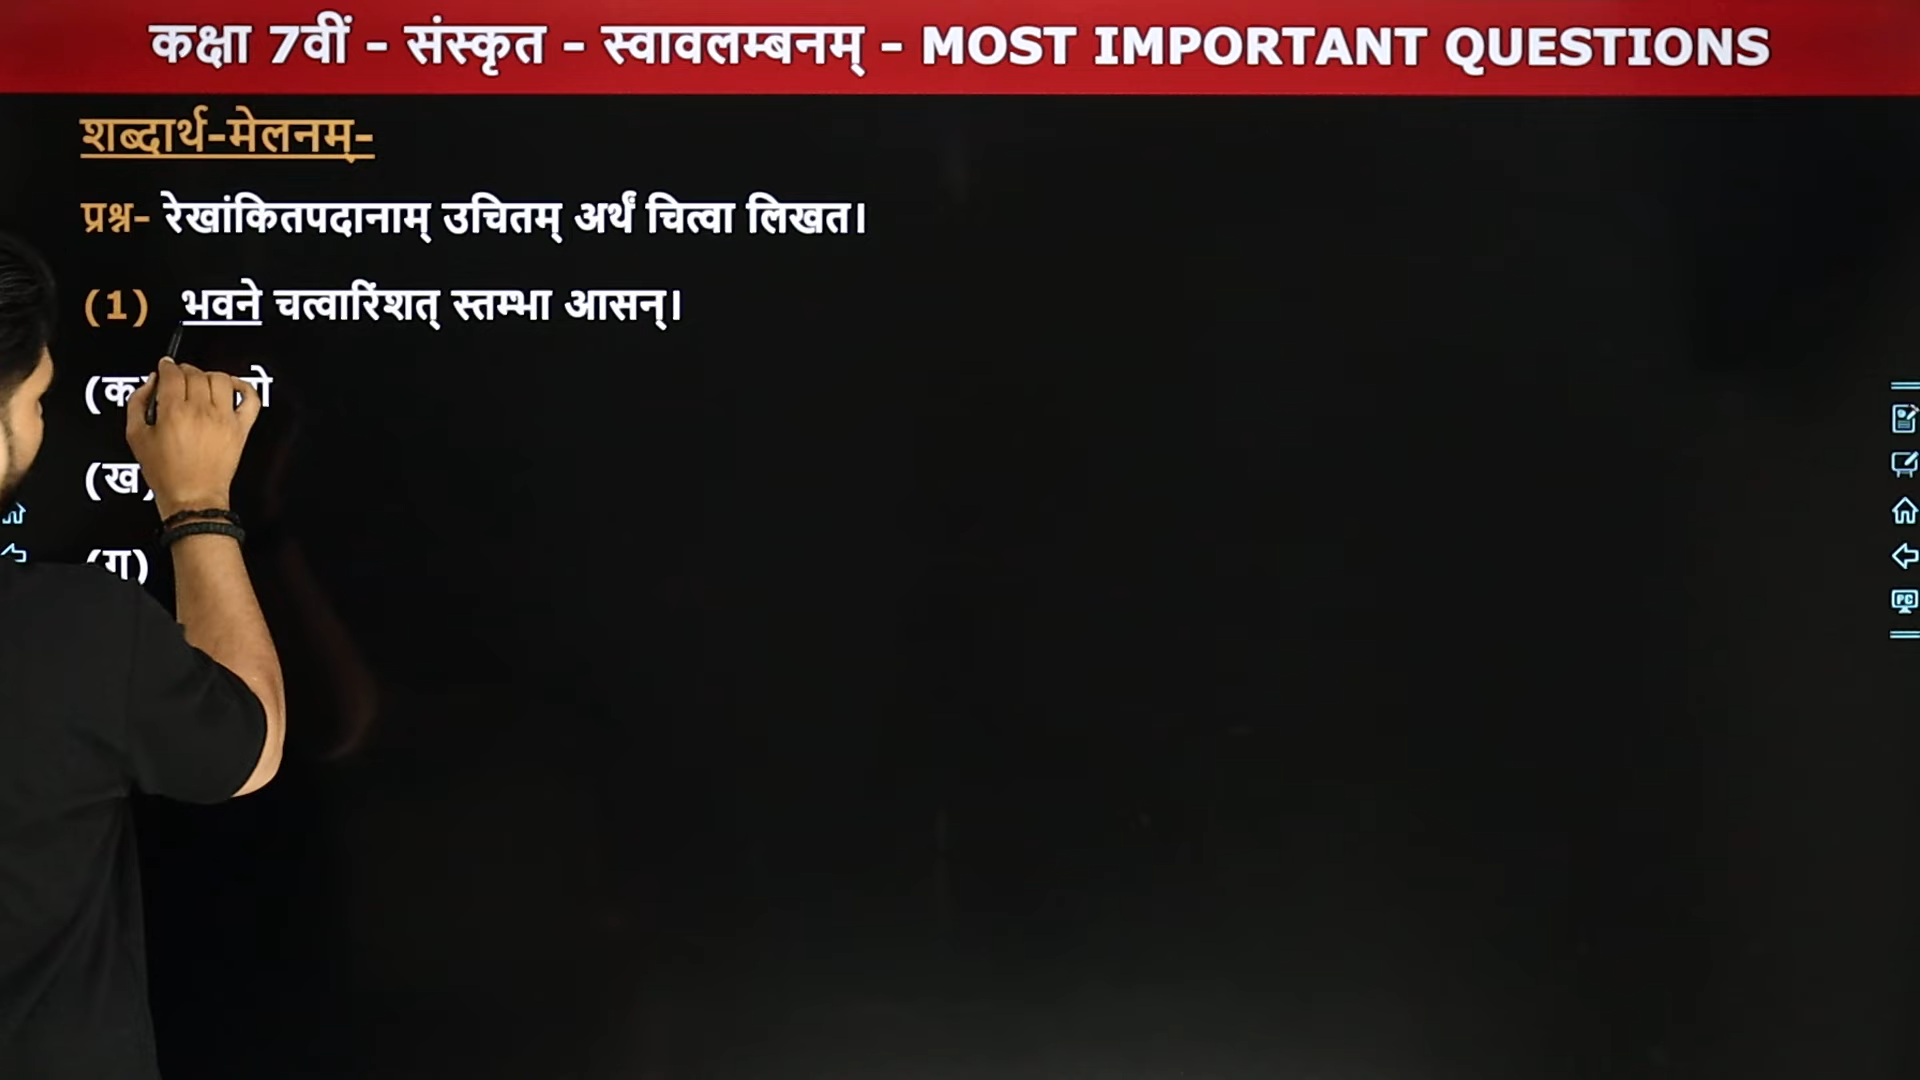 कक्षा 7वीं - संस्कृत - स्वावलम्बनम् - MOST IMPORTANT QUESTIONS
शब्दार्थ-मेलनम्-
प्रश्न- रेखांकितपदानाम् उचितम् अर्थं चित्वा लिखत।
(1) भवने चत्वारिंशत् स्तम्भा आसन्।
(क)
(ख)
(ग)
PC